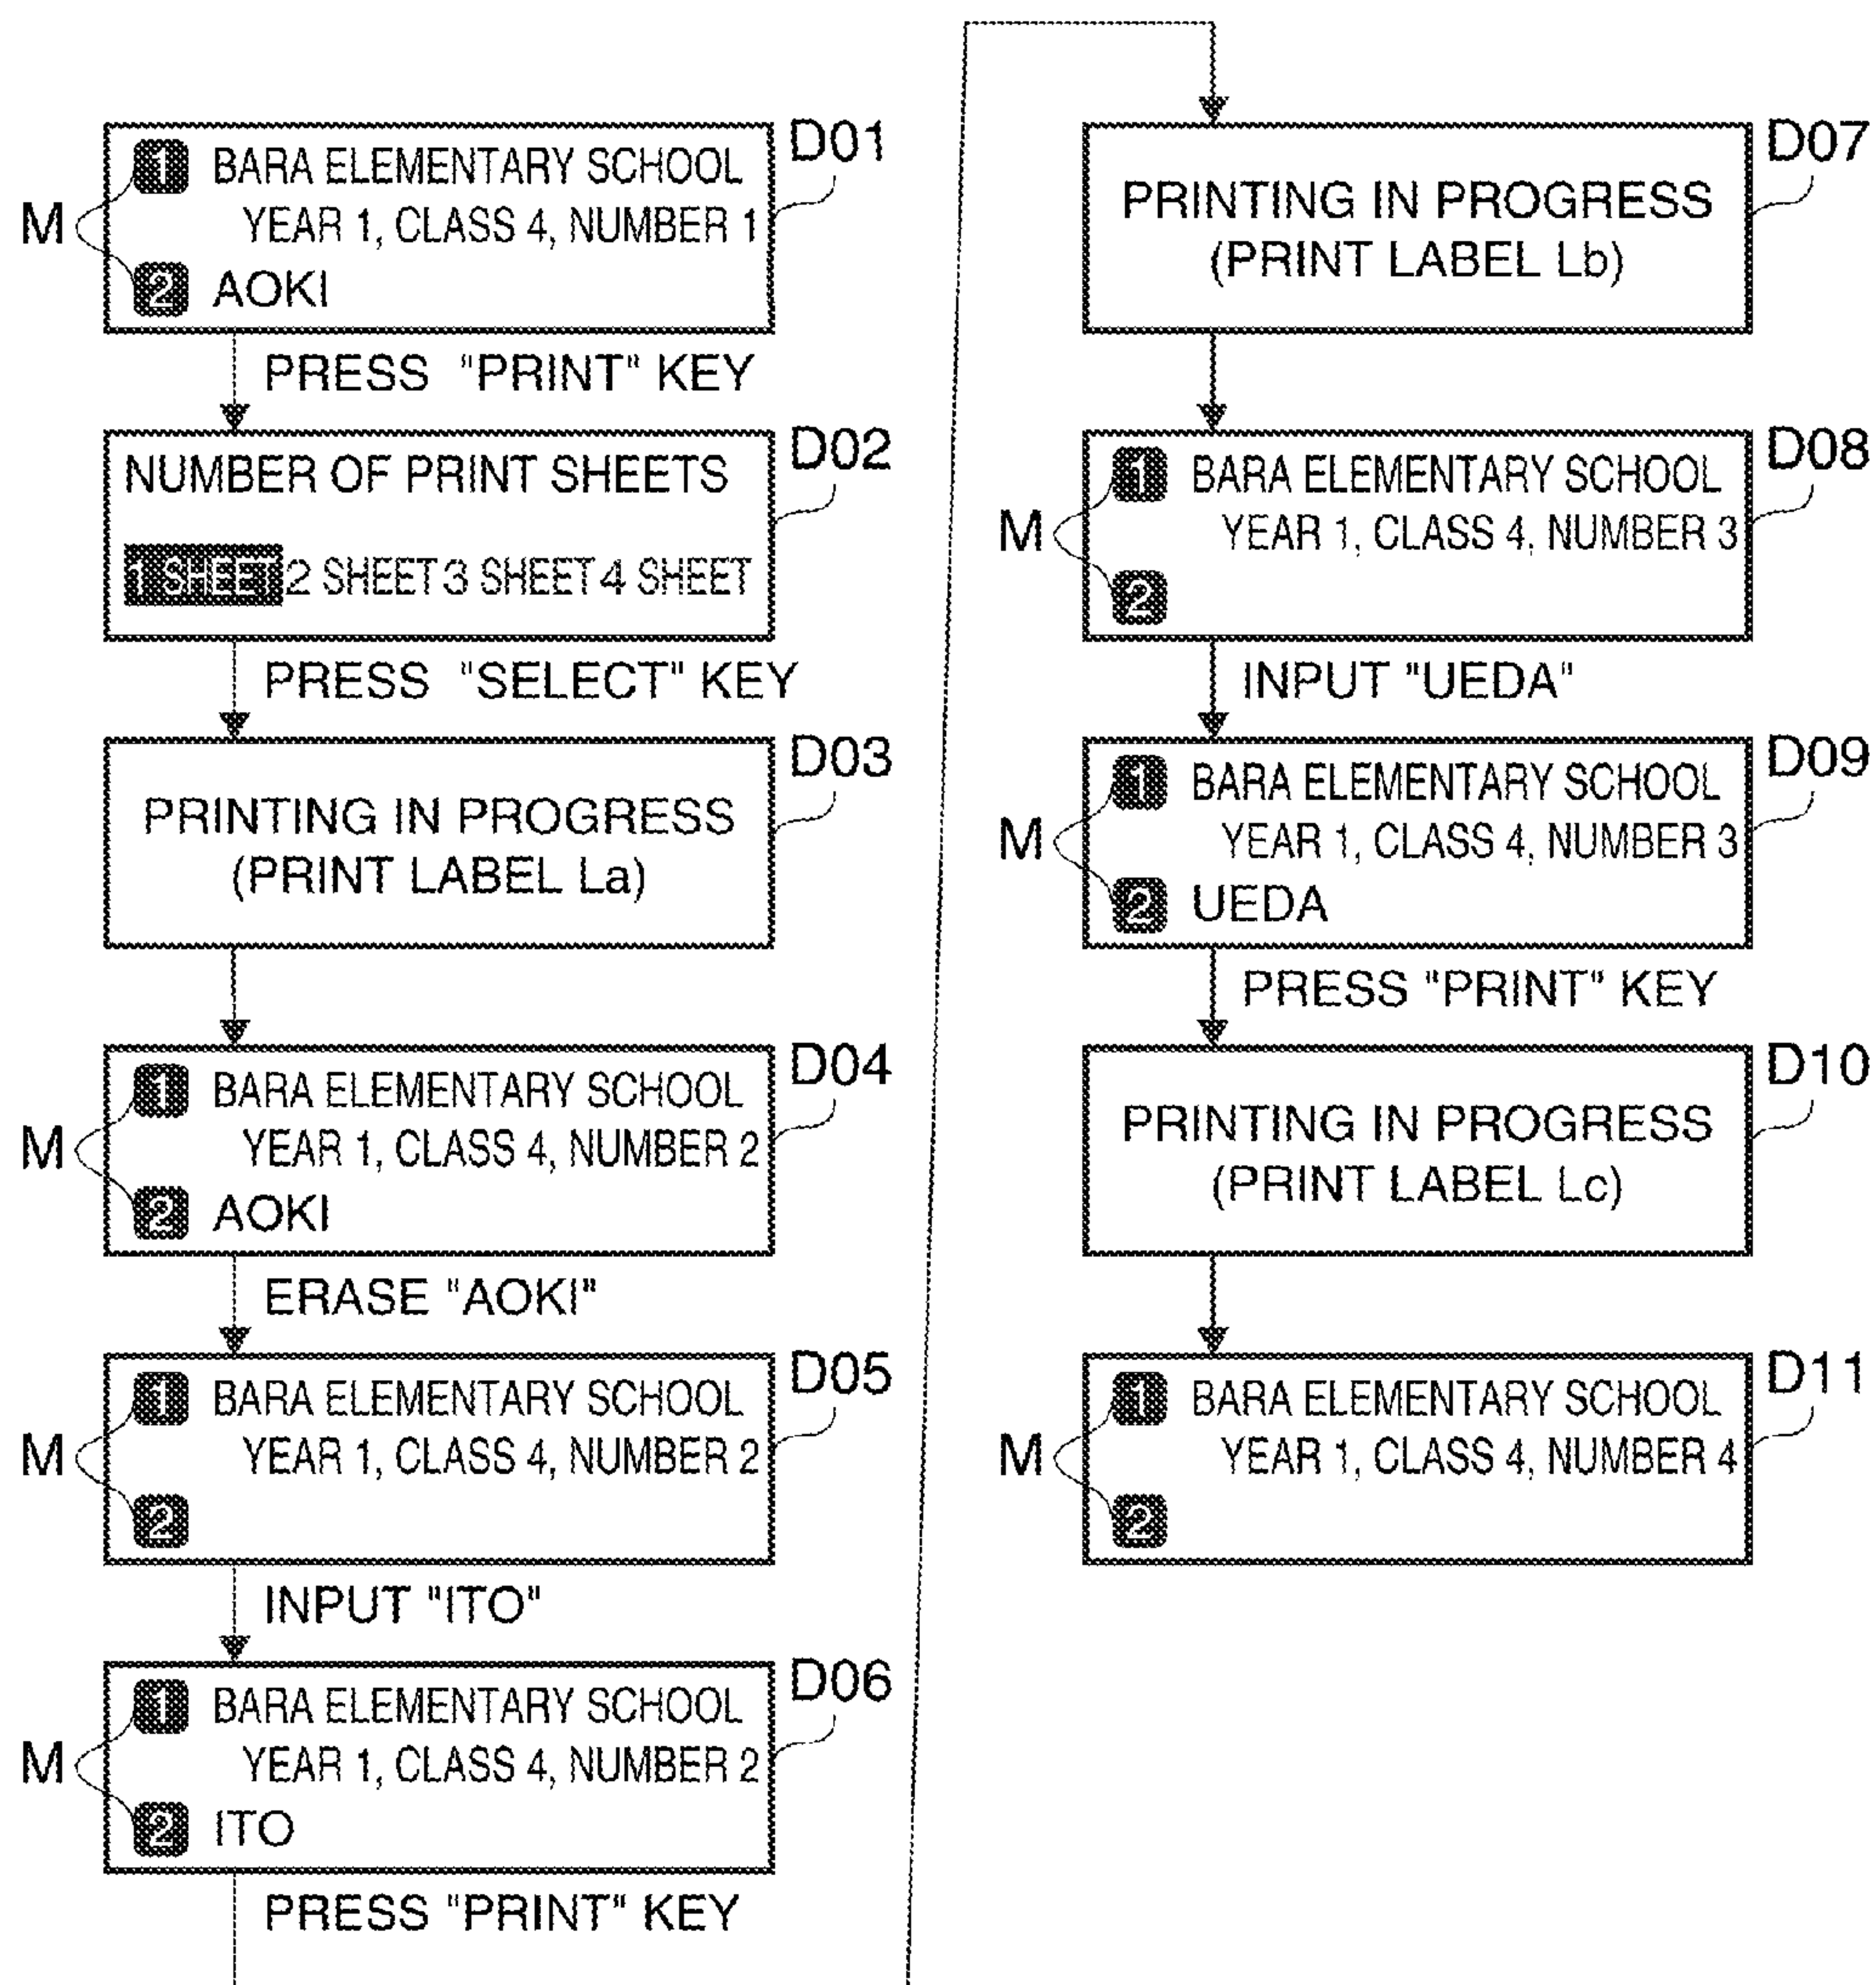 D01
1 BARA ELEMENTARY SCHOOL
YEAR 1, CLASS 4, NUMBER 1
M
2 AOKI
PRESS "PRINT" KEY
D02
NUMBER OF PRINT SHEETS
1 SHEET 2 SHEET 3 SHEET 4 SHEET
PRESS "SELECT" KEY
D03
PRINTING IN PROGRESS
(PRINT LABEL La)
D04
1 BARA ELEMENTARY SCHOOL
YEAR 1, CLASS 4, NUMBER 2
M
2 AOKI
ERASE "AOKI"
D05
1 BARA ELEMENTARY SCHOOL
YEAR 1, CLASS 4, NUMBER 2
M
2
INPUT "ITO"
D06
1 BARA ELEMENTARY SCHOOL
YEAR 1, CLASS 4, NUMBER 2
M
2 ITO
PRESS "PRINT" KEY
D07
PRINTING IN PROGRESS
(PRINT LABEL Lb)
D08
1 BARA ELEMENTARY SCHOOL
YEAR 1, CLASS 4, NUMBER 3
M
2
INPUT "UEDA"
D09
1 BARA ELEMENTARY SCHOOL
YEAR 1, CLASS 4, NUMBER 3
M
2 UEDA
PRESS "PRINT" KEY
D10
PRINTING IN PROGRESS
(PRINT LABEL Lc)
D11
1 BARA ELEMENTARY SCHOOL
YEAR 1, CLASS 4, NUMBER 4
M
2